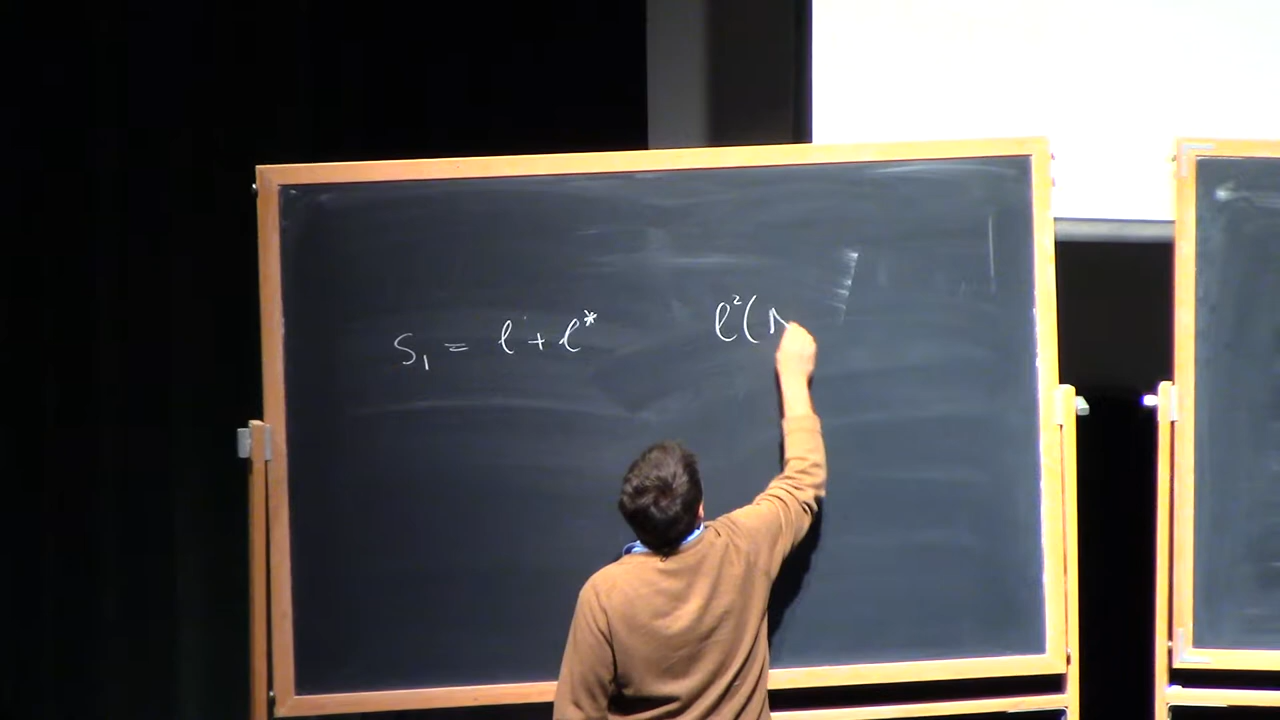 S₁ = ℓ + ℓ* ℓ²(